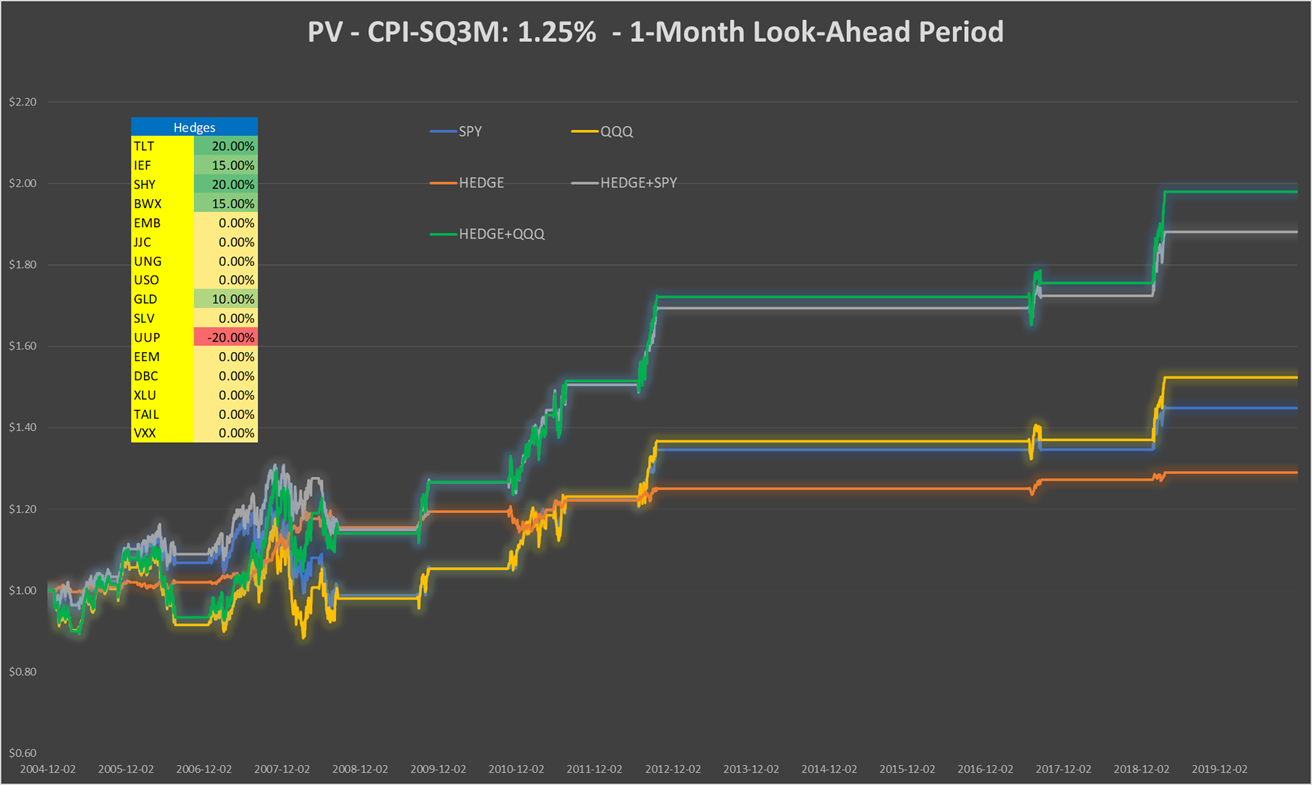 PV - CPI-SQ3M: 1.25%  - 1-Month Look-Ahead Period
$2.20
$2.00
$1.80
$1.60
$1.40
$1.20
$1.00
$0.80
$0.60
Hedges
TLT 20.00%
IEF 15.00%
SHY 20.00%
BWX 15.00%
EMB 0.00%
JJC 0.00%
UNG 0.00%
USO 0.00%
GLD 10.00%
SLV 0.00%
UUP -20.00%
EEM 0.00%
DBC 0.00%
XLU 0.00%
TAIL 0.00%
VXX 0.00%
SPY QQQ
HEDGE HEDGE+SPY
HEDGE+QQQ
2004-12-02 2005-12-02 2006-12-02 2007-12-02 2008-12-02 2009-12-02 2010-12-02 2011-12-02 2012-12-02 2013-12-02 2014-12-02 2015-12-02 2016-12-02 2017-12-02 2018-12-02 2019-12-02